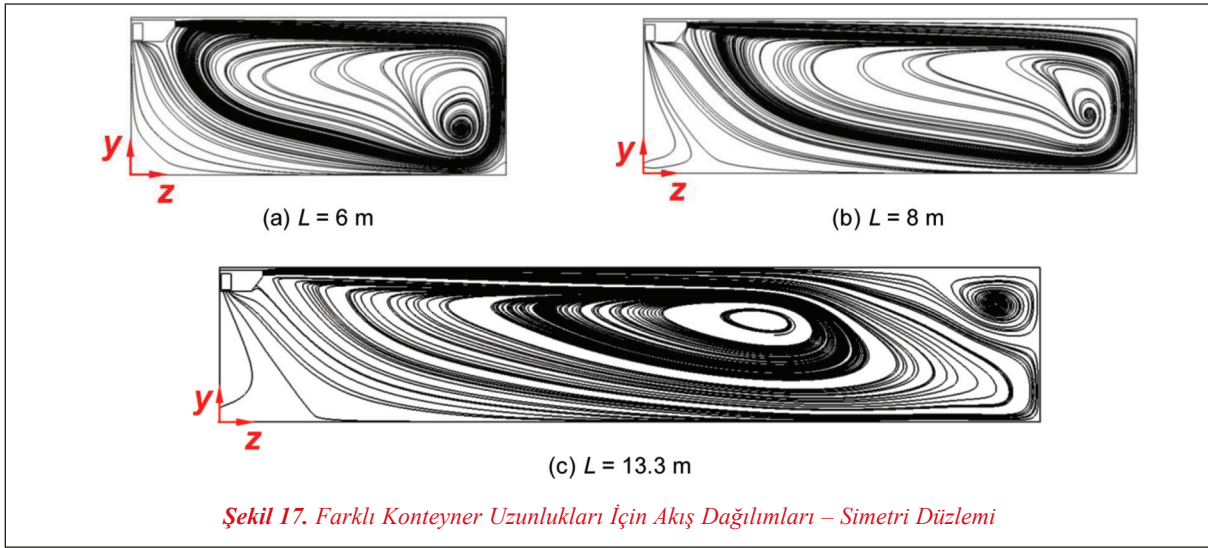 y
z
(a) L = 6 m
y
z
(b) L = 8 m
y
z
(c) L = 13.3 m
Şekil 17. Farklı Konteyner Uzunlukları İçin Akış Dağılımları – Simetri Düzlemi